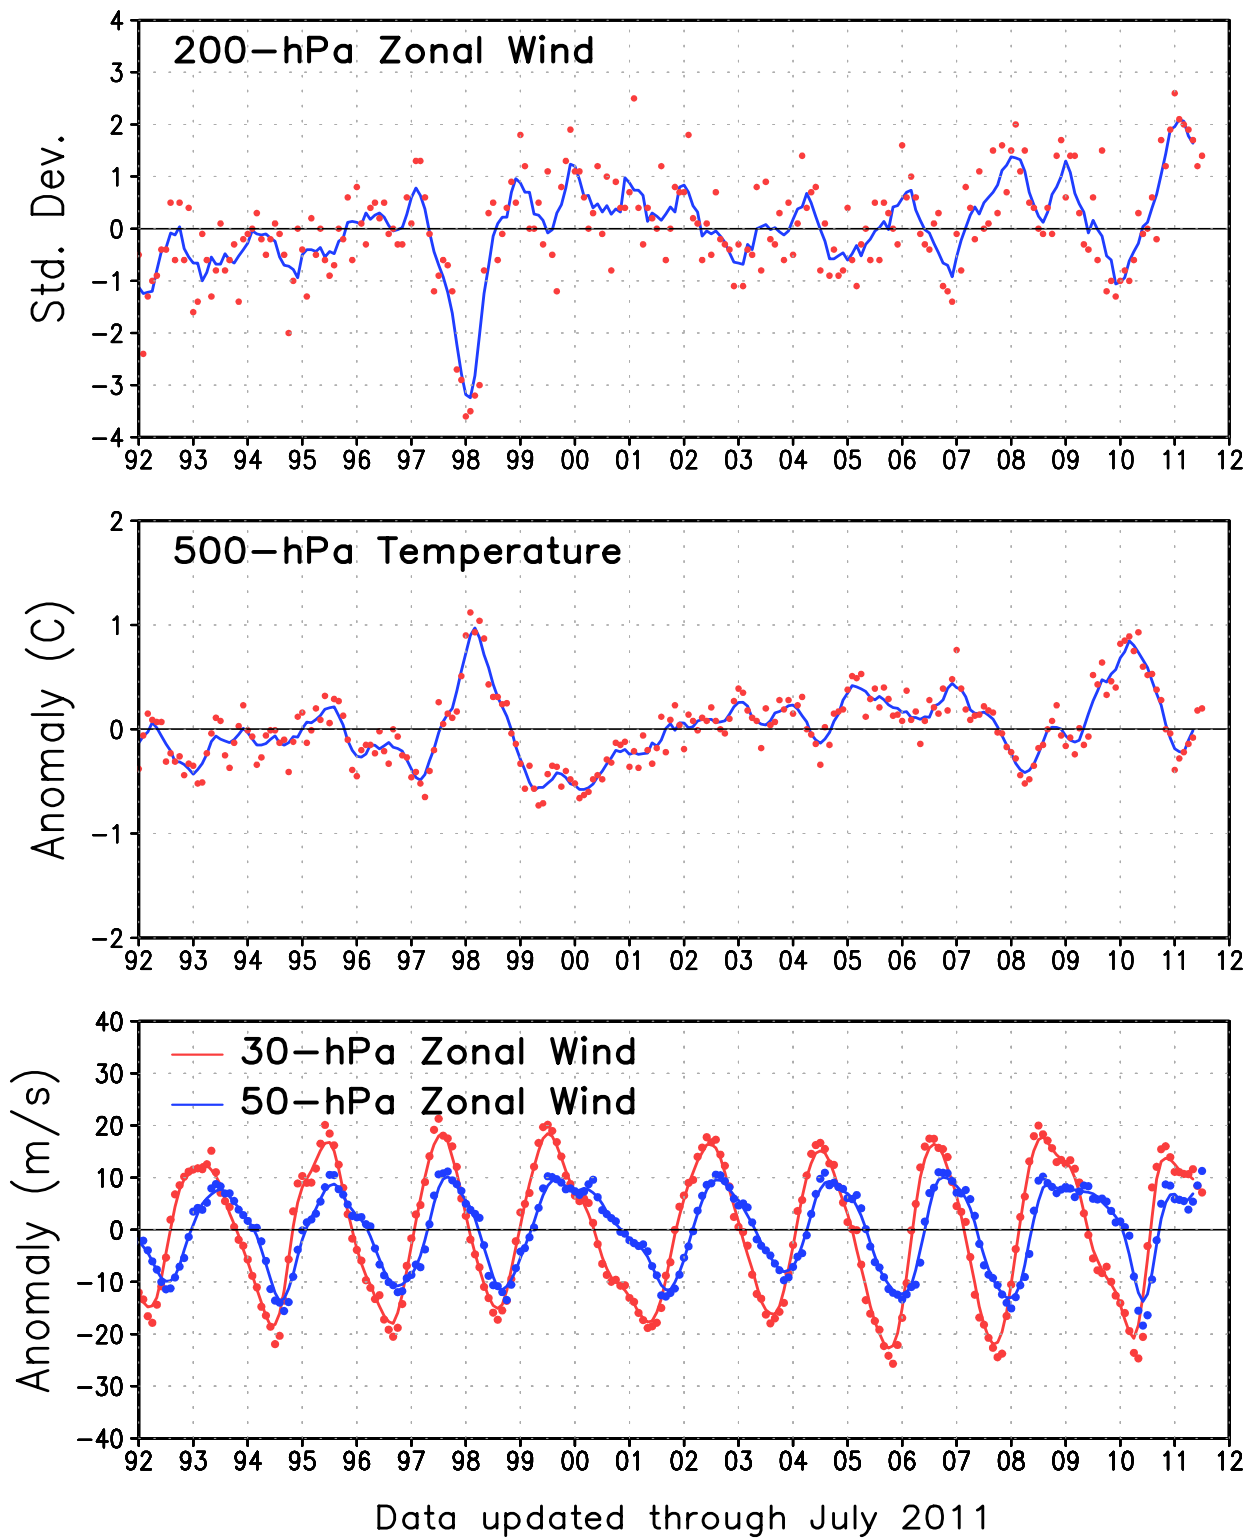 200-hPa Zonal Wind
Std. Dev.
4
3
2
1
0
-1
-2
-3
-4
92 93 94 95 96 97 98 99 00 01 02 03 04 05 06 07 08 09 10 11 12
500-hPa Temperature
Anomaly (C)
2
1
0
-1
-2
92 93 94 95 96 97 98 99 00 01 02 03 04 05 06 07 08 09 10 11 12
30-hPa Zonal Wind
50-hPa Zonal Wind
Anomaly (m/s)
40
30
20
10
0
-10
-20
-30
-40
92 93 94 95 96 97 98 99 00 01 02 03 04 05 06 07 08 09 10 11 12
Data updated through July 2011